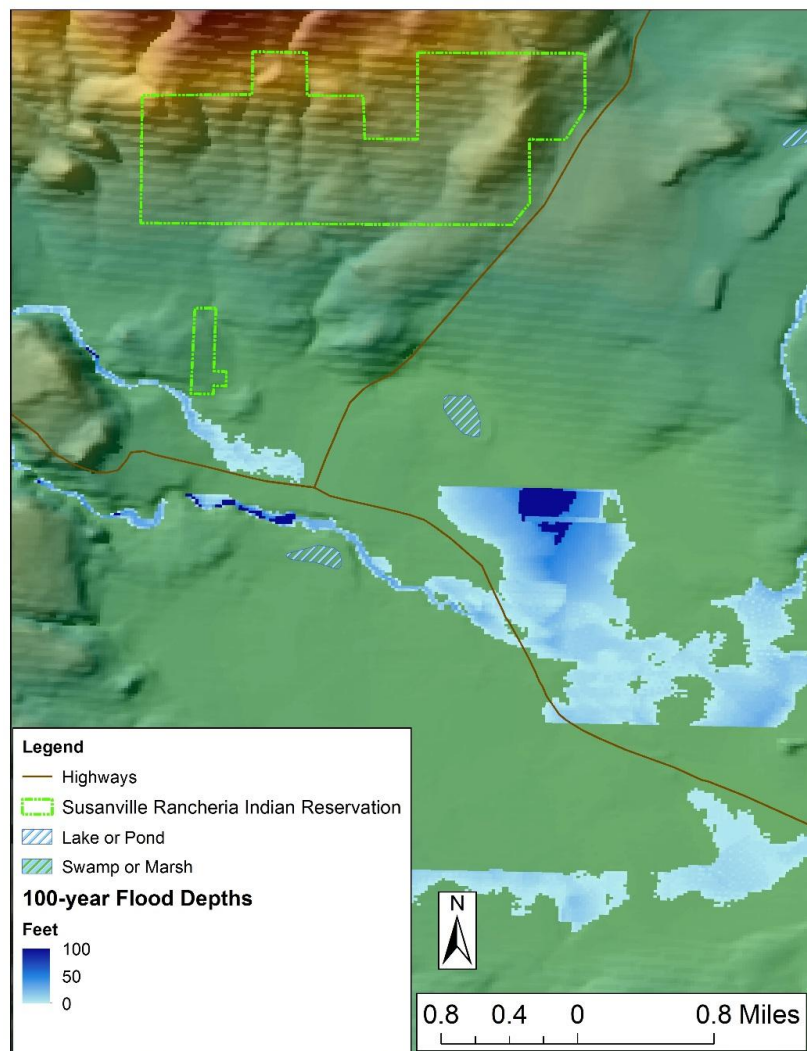 Legend
Highways
Susanville Rancheria Indian Reservation
Lake or Pond
Swamp or Marsh
100-year Flood Depths
Feet
100
50
0
N
0.8 0.4 0 0.8 Miles